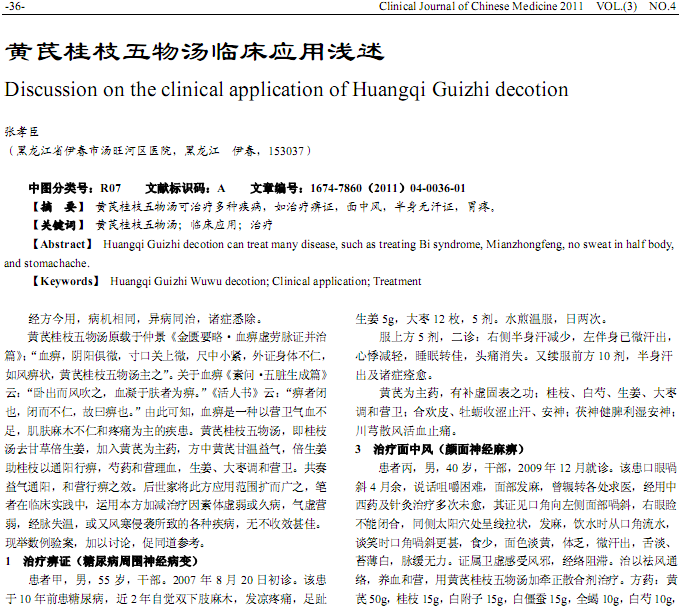 -36-
Clinical Journal of Chinese Medicine 2011 VOL.(3) NO.4
黄芪桂枝五物汤临床应用浅述
Discussion on the clinical application of Huangqi Guizhi decotion
张孝臣
（黑龙江省伊春市汤旺河区医院，黑龙江 伊春，153037）
中图分类号：R07 文献标识码：A 文章编号：1674-7860（2011）04-0036-01
【摘 要】 黄芪桂枝五物汤可治疗多种疾病，如治疗痹证，面中风，半身无汗证，胃疼。
【关键词】 黄芪桂枝五物汤；临床应用；治疗
【Abstract】 Huangqi Guizhi decotion can treat many disease, such as treating Bi syndrome, Mianzhongfeng, no sweat in half body,
and stomachache.
【Keywords】 Huangqi Guizhi Wuwu decotion; Clinical application; Treatment
经方今用，病机相同，异病同治，诸症悉除。
黄芪桂枝五物汤原载于仲景《金匮要略·血痹虚劳脉证并治
篇》；“血痹，阴阳俱微，寸口关上微，尺中小紧，外证身体不仁，
如风痹状，黄芪桂枝五物汤主之”。关于血痹《素问·五脏生成篇》
云：“卧出而风吹之，血凝于肤者为痹。”《活人书》云：“痹者闭
也，闭而不仁，故曰痹也。”由此可知，血痹是一种以营卫气血不
足，肌肤麻木不仁和疼痛为主的疾患。黄芪桂枝五物汤，即桂枝
汤去甘草倍生姜，加入黄芪为主药，方中黄芪甘温益气，倍生姜
助桂枝以通阳行痹，芍药和营理血，生姜、大枣调和营卫。共奏
益气通阳，和营行痹之效。后世家将此方应用范围扩而广之，笔
者在临床实践中，运用本方加减治疗因素体虚弱或久病，气虚营
弱，经脉失温，或又风寒侵袭所致的各种疾病，无不收效甚佳。
现举数例验案，加以讨论，促同道参考。
1 治疗痹证（糖尿病周围神经病变）
患者甲，男，55 岁，干部。2007 年 8 月 20 日初诊。该患
于 10 年前患糖尿病，近 2 年自觉双下肢麻木，发凉疼痛，足趾
生姜 5g，大枣 12 枚，5 剂。水煎温服，日两次。
服上方 5 剂，二诊：右侧半身汗减少，左伴身已微汗出，
心悸减轻，睡眠转佳，头痛消失。又续服前方 10 剂，半身汗
出及诸症痊愈。
黄芪为主药，有补虚固表之功；桂枝、白芍、生姜、大枣
调和营卫；合欢皮、牡蛎收涩止汗、安神；茯神健脾利湿安神；
川芎散风活血止痛。
3 治疗面中风（颜面神经麻痹）
患者丙，男，40 岁，干部，2009 年 12 月就诊。该患口眼喎
斜 4 月余，说话咀嚼困难，面部发麻，曾辗转各处求医，经用中
西药及针灸治疗多次未愈，其证见口角向左侧面部喎斜，右眼睑
不能闭合，同侧太阳穴处呈线拉状，发麻，饮水时从口角流水，
谈笑时口角喎斜更甚，食少，面色淡黄，体乏，微汗出，舌淡、
苔薄白，脉缓无力。证属卫虚感受风邪，经络阻滞。治以祛风通
络，养血和营，用黄芪桂枝五物汤加牵正散合剂治疗。方药：黄
芪 50g，桂枝 15g，白附子 15g，白僵蚕 15g，全蝎 10g，白芍 10g，